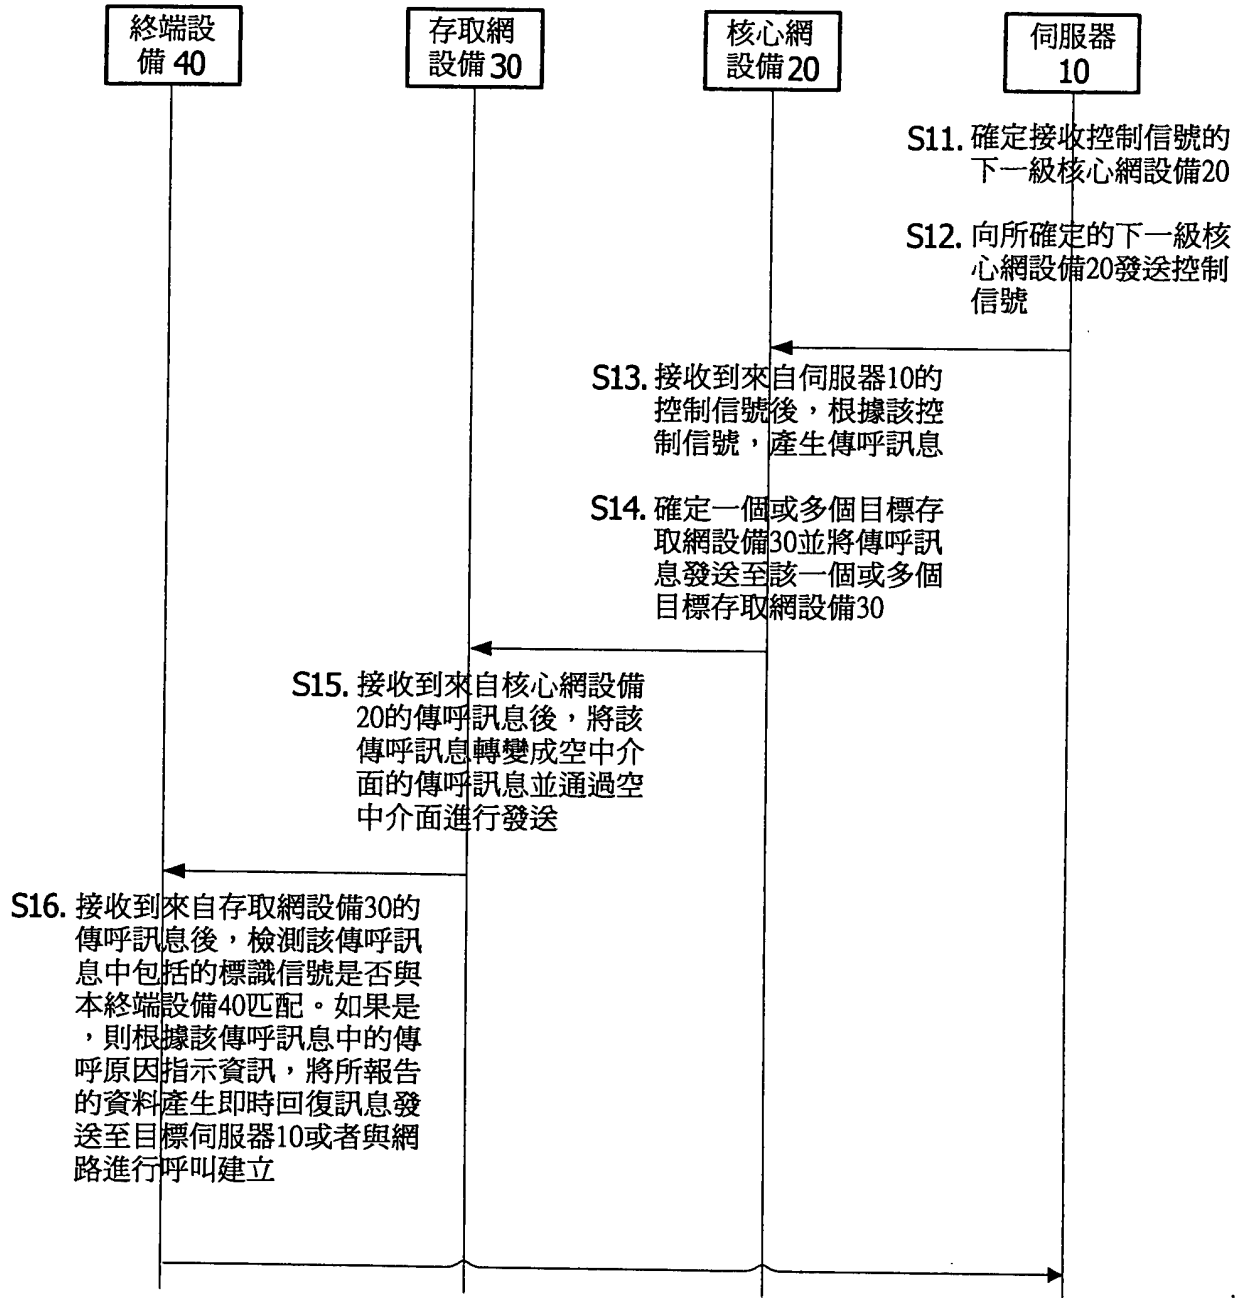 終端設
備 40
存取網
設備 30
核心網
設備 20
伺服器
10
S11. 確定接收控制信號的
下一級核心網設備20
S12. 向所確定的下一級核
心網設備20發送控制
信號
S13. 接收到來自伺服器10的
控制信號後，根據該控
制信號，產生傳呼訊息
S14. 確定一個或多個目標存
取網設備30並將傳呼訊
息發送至該一個或多個
目標存取網設備30
S15. 接收到來自核心網設備
20的傳呼訊息後，將該
傳呼訊息轉變成空中介
面的傳呼訊息並通過空
中介面進行發送
S16. 接收到來自存取網設備30的
傳呼訊息後，檢測該傳呼訊
息中包括的標識信號是否與
本終端設備40匹配。如果是
，則根據該傳呼訊息中的傳
呼原因指示資訊，將所報告
的資料產生即時回復訊息發
送至目標伺服器10或者與網
路進行呼叫建立